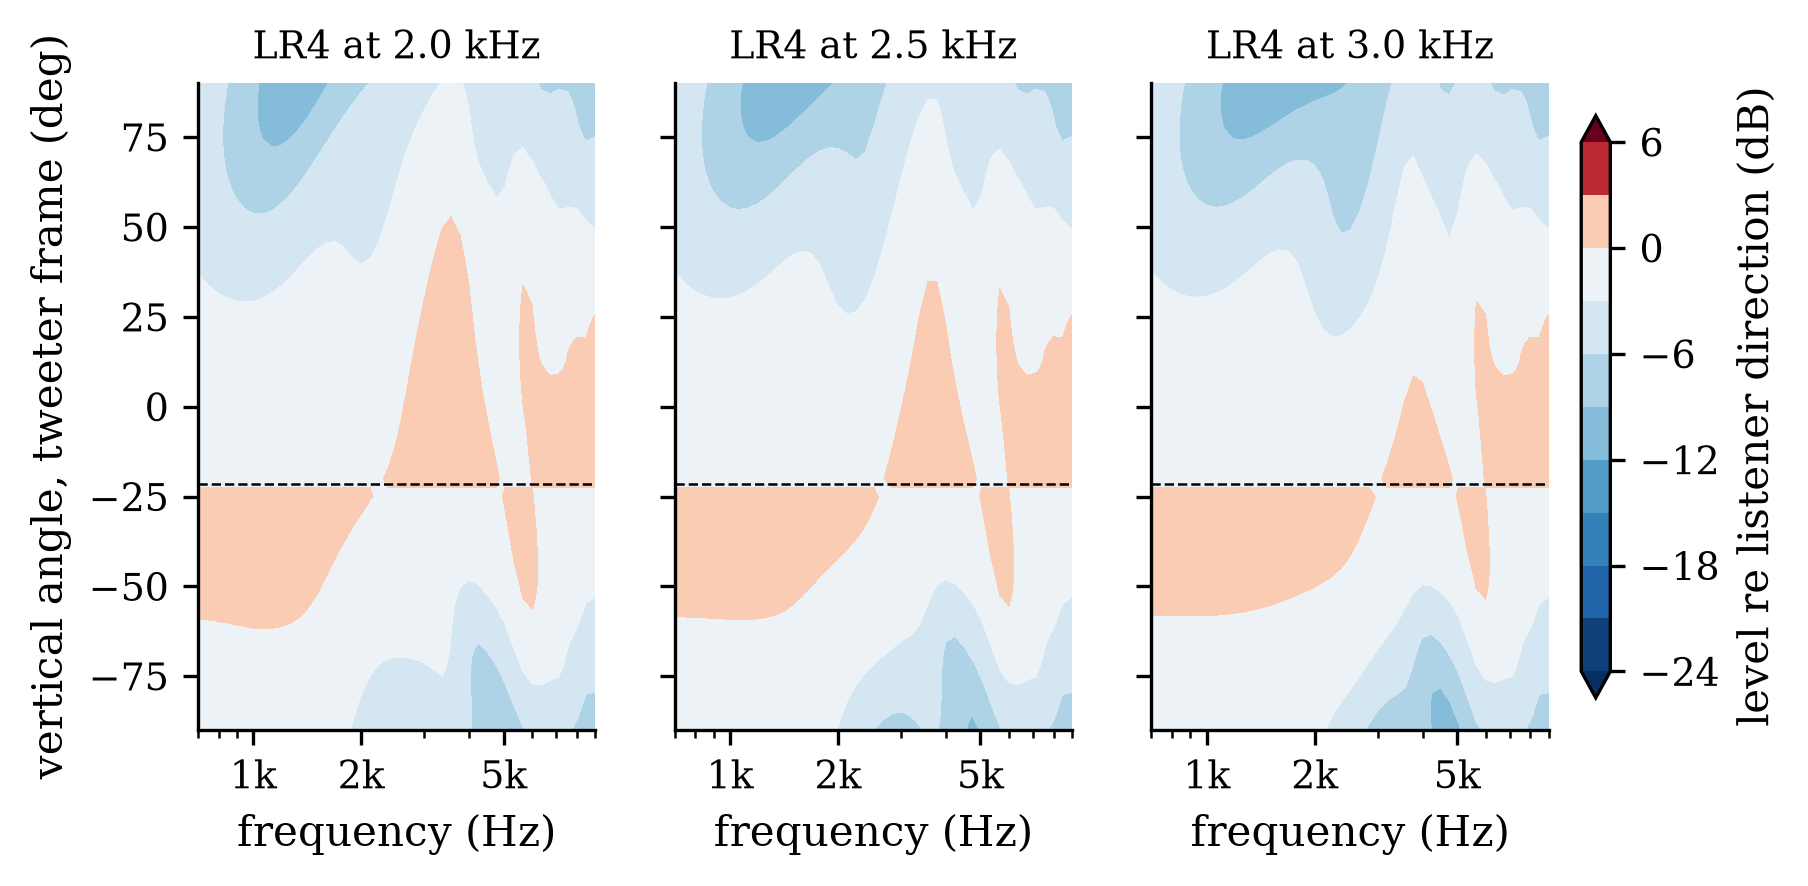 LR4 at 2.0 kHz
LR4 at 2.5 kHz
LR4 at 3.0 kHz
vertical angle, tweeter frame (deg)
75
50
25
0
−25
−50
−75
1k
2k
5k
1k
2k
5k
1k
2k
5k
frequency (Hz)
frequency (Hz)
frequency (Hz)
6
0
−6
−12
−18
−24
level re listener direction (dB)